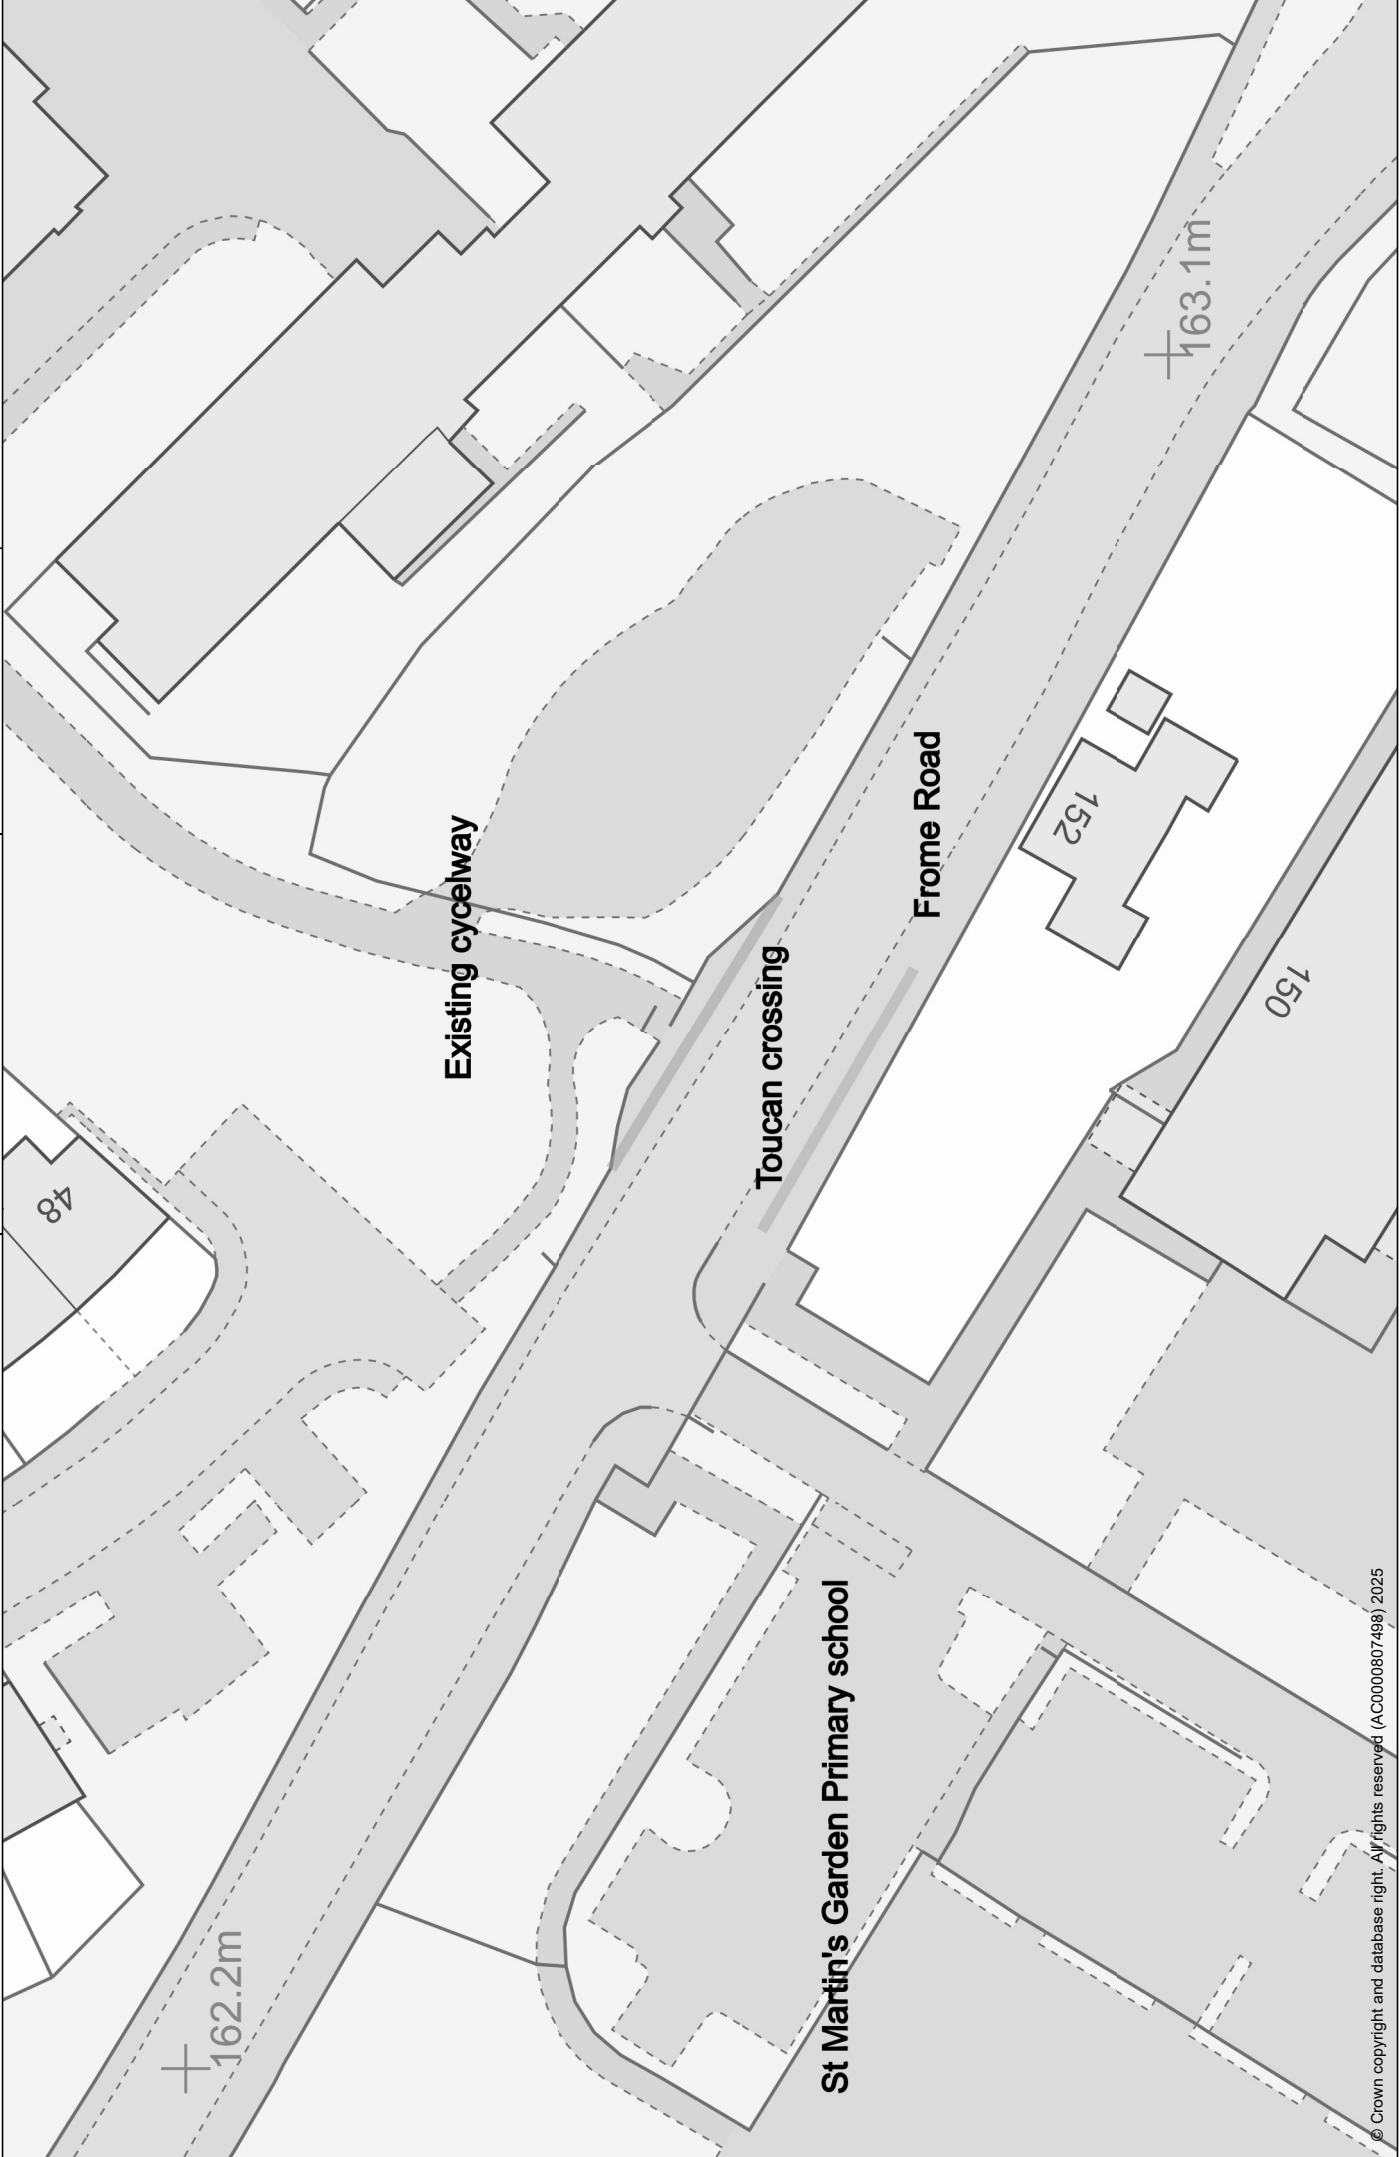 Existing cycelway
Toucan crossing
Frome Road
St Martin's Garden Primary school
163.1m
162.2m
48
152
150
© Crown copyright and database right. All rights reserved (AC0000807498) 2025